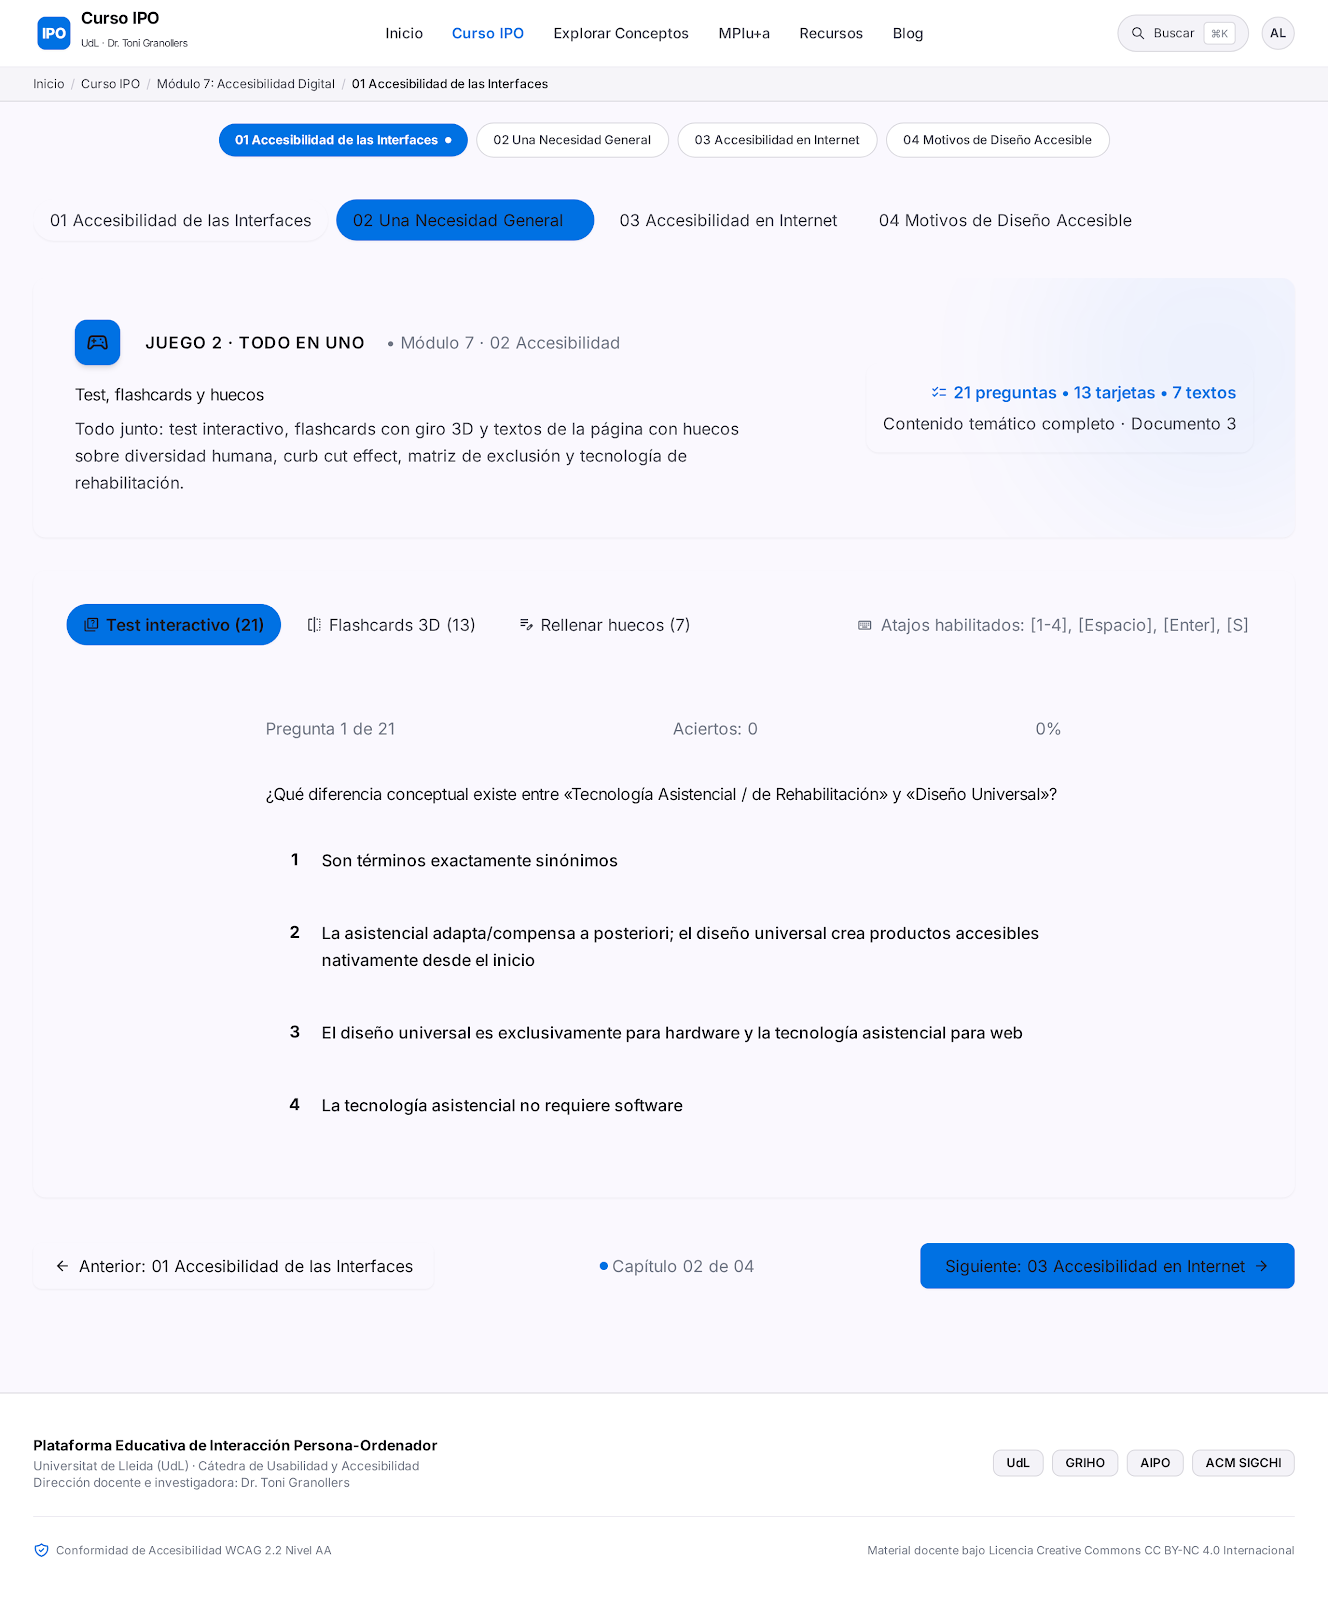 IPO
Curso IPO
UdL · Dr. Toni Granollers
Inicio
Curso IPO
Explorar Conceptos
MPIu+a
Recursos
Blog
Buscar
⌘K
AL
Inicio / Curso IPO / Módulo 7: Accesibilidad Digital / 01 Accesibilidad de las Interfaces
01 Accesibilidad de las Interfaces
02 Una Necesidad General
03 Accesibilidad en Internet
04 Motivos de Diseño Accesible
01 Accesibilidad de las Interfaces
02 Una Necesidad General
03 Accesibilidad en Internet
04 Motivos de Diseño Accesible
JUEGO 2 · TODO EN UNO
• Módulo 7 · 02 Accesibilidad
Test, flashcards y huecos
Todo junto: test interactivo, flashcards con giro 3D y textos de la página con huecos
sobre diversidad humana, curb cut effect, matriz de exclusión y tecnología de
rehabilitación.
21 preguntas • 13 tarjetas • 7 textos
Contenido temático completo · Documento 3
Test interactivo (21)
Flashcards 3D (13)
Rellenar huecos (7)
Atajos habilitados: [1-4], [Espacio], [Enter], [S]
Pregunta 1 de 21
Aciertos: 0
0%
¿Qué diferencia conceptual existe entre «Tecnología Asistencial / de Rehabilitación» y «Diseño Universal»?
1 Son términos exactamente sinónimos
2 La asistencial adapta/compensa a posteriori; el diseño universal crea productos accesibles
nativamente desde el inicio
3 El diseño universal es exclusivamente para hardware y la tecnología asistencial para web
4 La tecnología asistencial no requiere software
Anterior: 01 Accesibilidad de las Interfaces
Capítulo 02 de 04
Siguiente: 03 Accesibilidad en Internet
Plataforma Educativa de Interacción Persona-Ordenador
Universitat de Lleida (UdL) · Cátedra de Usabilidad y Accesibilidad
Dirección docente e investigadora: Dr. Toni Granollers
UdL
GRIHO
AIPO
ACM SIGCHI
Conformidad de Accesibilidad WCAG 2.2 Nivel AA
Material docente bajo Licencia Creative Commons CC BY-NC 4.0 Internacional